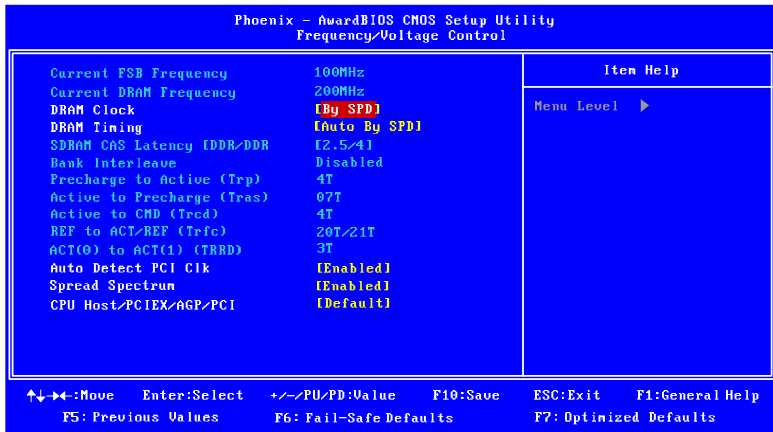 Phoenix - AwardBIOS CMOS Setup Utility
Frequency/Voltage Control
Current FSB Frequency 100MHz
Current DRAM Frequency 200MHz
DRAM Clock [By SPD]
DRAM Timing [Auto By SPD]
SDRAM CAS Latency [DDR/DDR [2.5/4]
Bank Interleave Disabled
Precharge to Active (Trp) 4T
Active to Precharge (Tras) 07T
Active to CMD (Trcd) 4T
REF to ACT/REF (Trfc) 20T/21T
ACT(0) to ACT(1) (TRRD) 3T
Auto Detect PCI Clk [Enabled]
Spread Spectrum [Enabled]
CPU Host/PCIEX/AGP/PCI [Default]
Item Help
Menu Level ▶
↑↓→←:Move Enter:Select +/-/PU/PD:Value F10:Save ESC:Exit F1:General Help
F5: Previous Values F6: Fail-Safe Defaults F7: Optimized Defaults